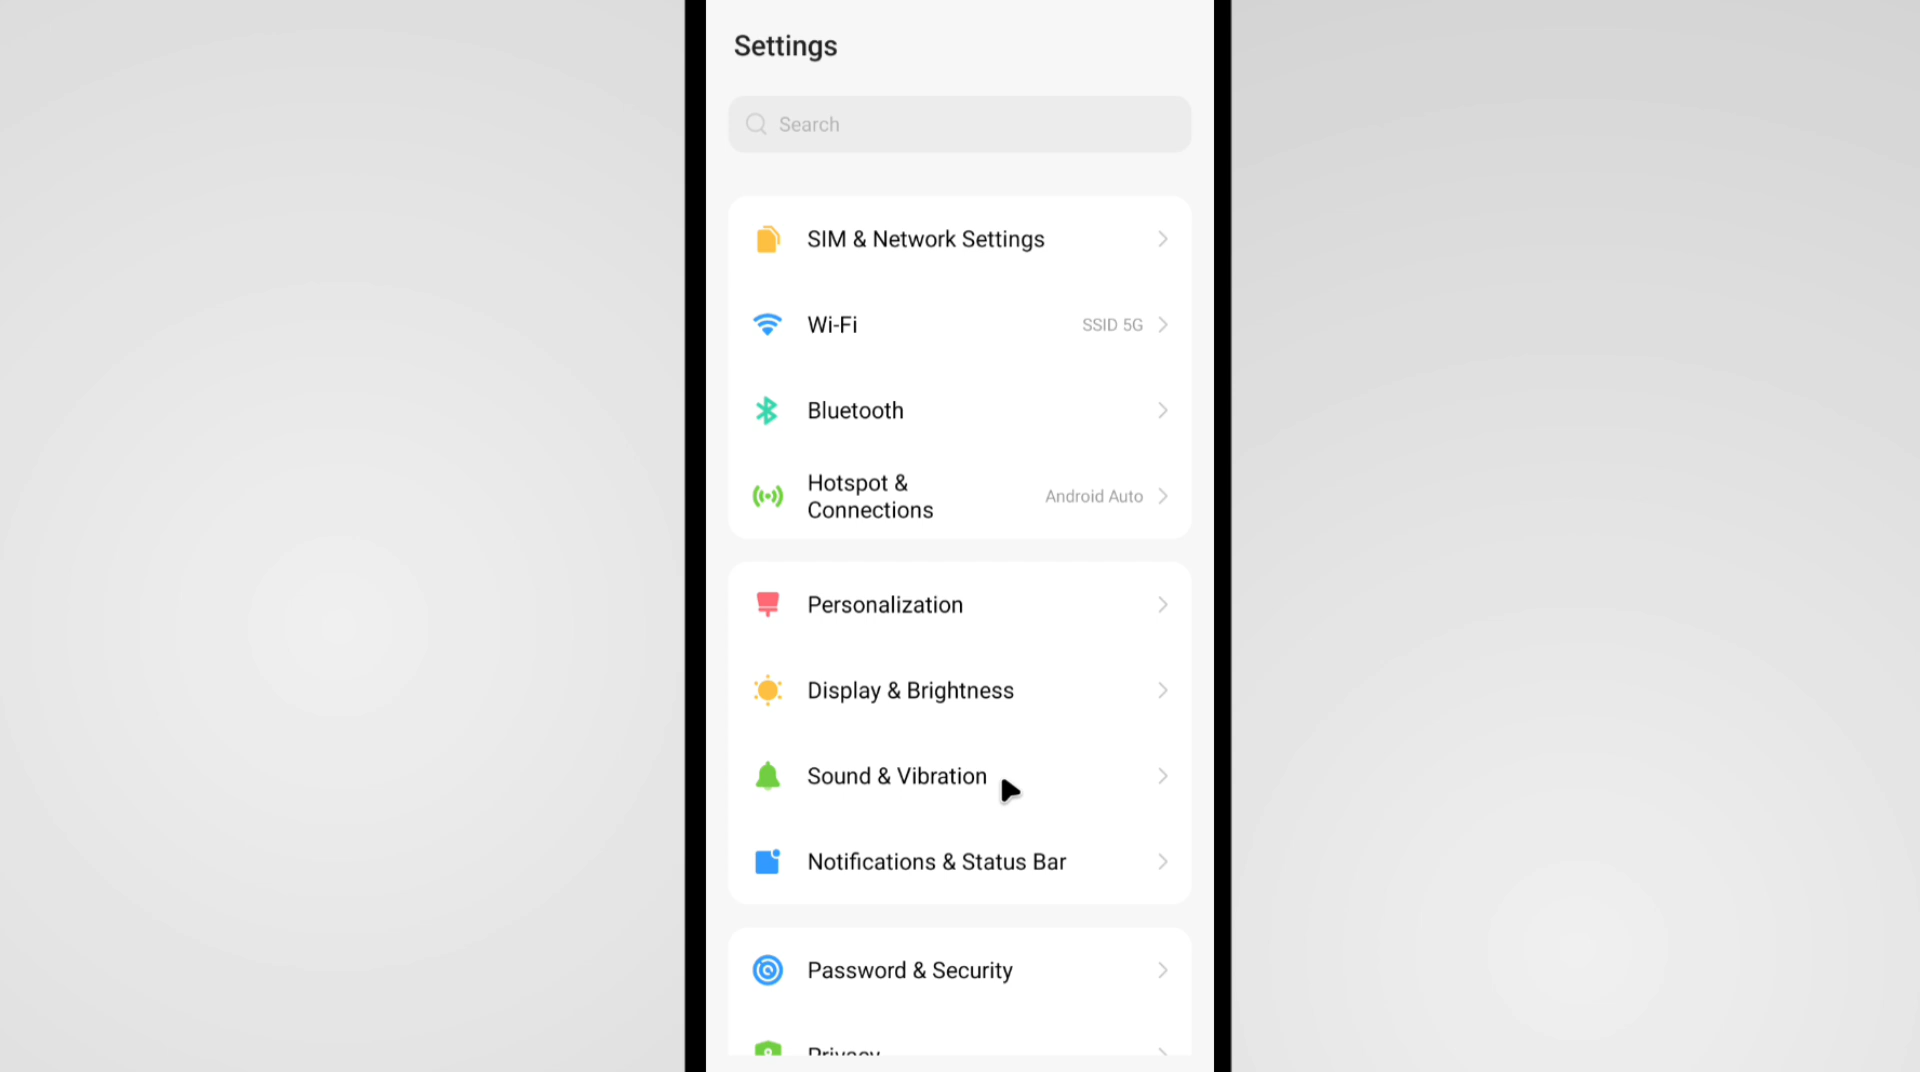 Settings
Search
SIM & Network Settings
Wi-Fi
SSID 5G
Bluetooth
Hotspot &
Connections
Android Auto
Personalization
Display & Brightness
Sound & Vibration
Notifications & Status Bar
Password & Security
Privacy